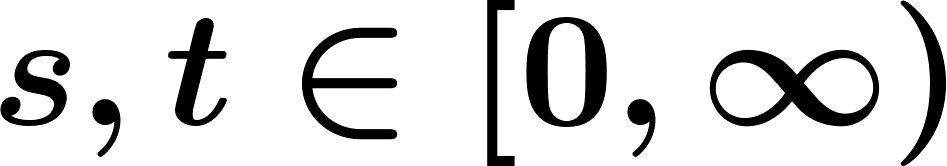 s, t ∈ [0, ∞)